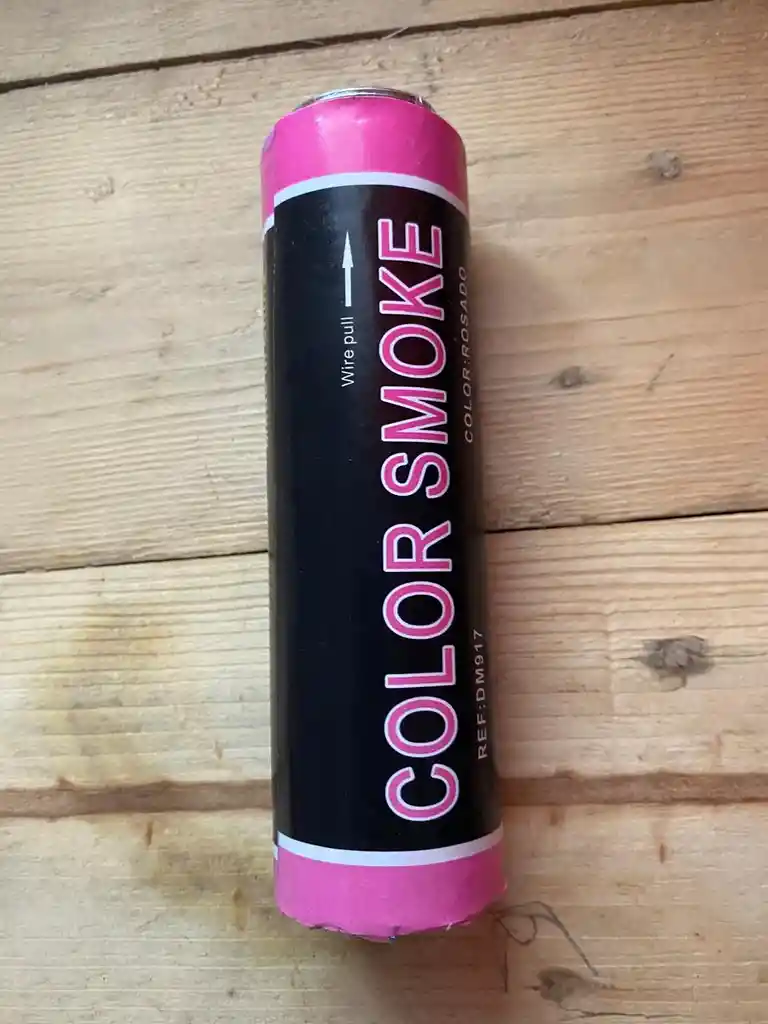 Wire pull
COLOR SMOKE
COLOR:ROSADO
REF:DM917